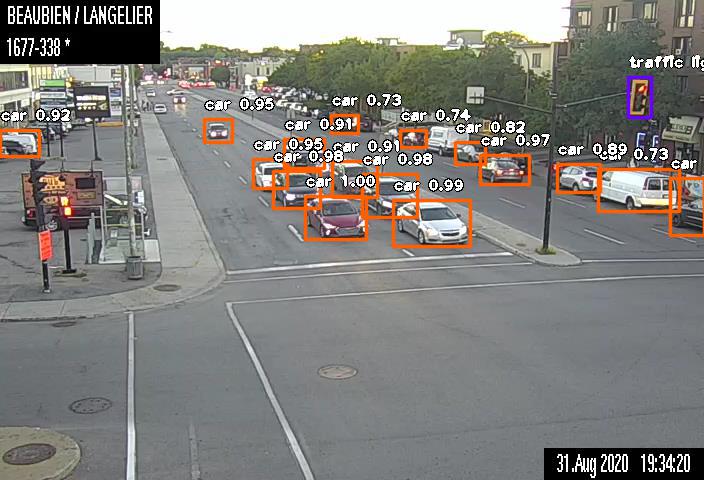 BEAUBIEN / LANGELIER
1677-338 *
traffic lig
car 0.92
car 0.95
car 0.73
car 0.74
car 0.91
car 0.82
car 0.97
car 0.95
car 0.91
car 0.98
car 0.98
car 0.89
car 0.73
car
car 1.00
car 0.99
31.Aug 2020 19:34:20